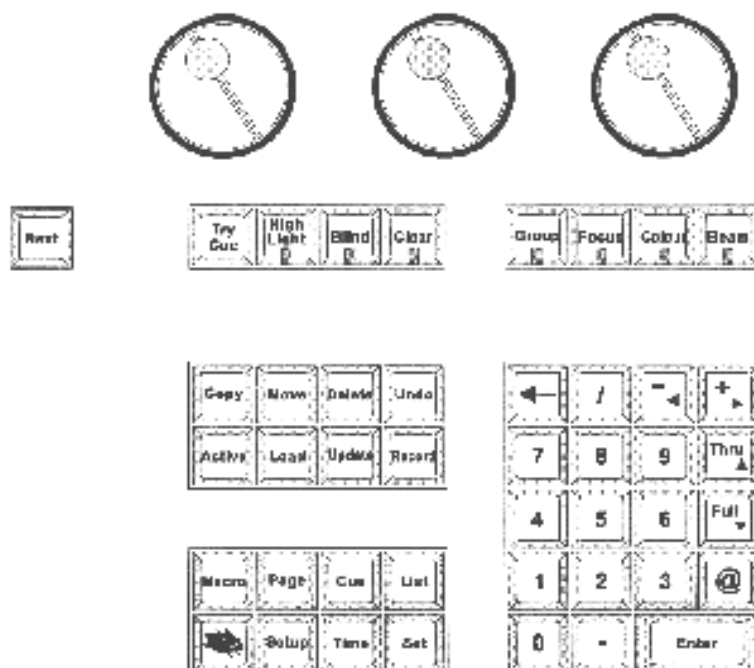 Next
Try Cue
High Light
Blind
Clear
Group
Focus
Colour
Beam
Copy
Move
Delete
Undo
←
/
-
+
Active
Load
Update
Record
7
8
9
Thru
4
5
6
Full
Macro
Page
Cue
List
1
2
3
@
Setup
Time
Set
0
Enter